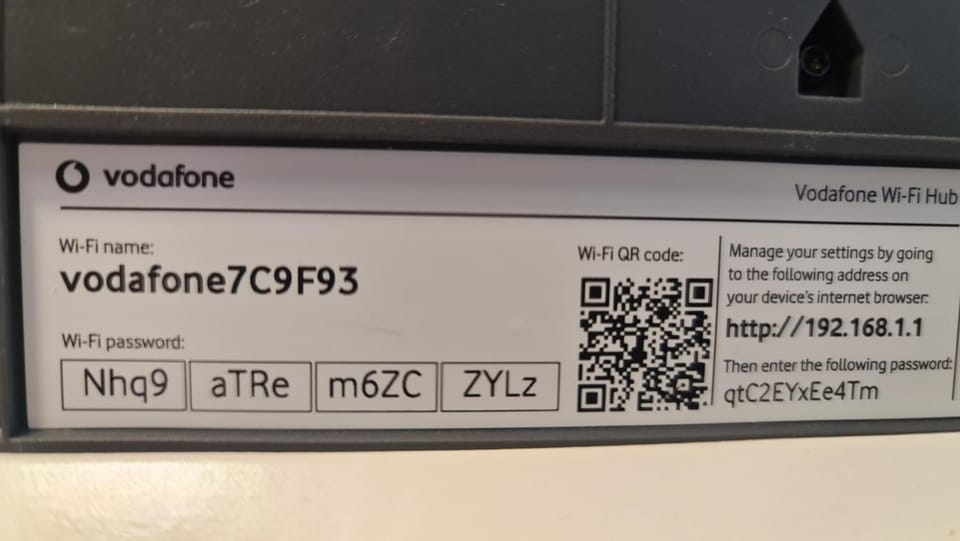 vodafone
Vodafone Wi-Fi Hub
Wi-Fi name:
vodafone7C9F93
Wi-Fi password:
Nhq9 aTRe m6ZC ZYLz
Wi-Fi QR code:
Manage your settings by going
to the following address on
your device's internet browser:
http://192.168.1.1
Then enter the following password:
qtC2EYxEe4Tm